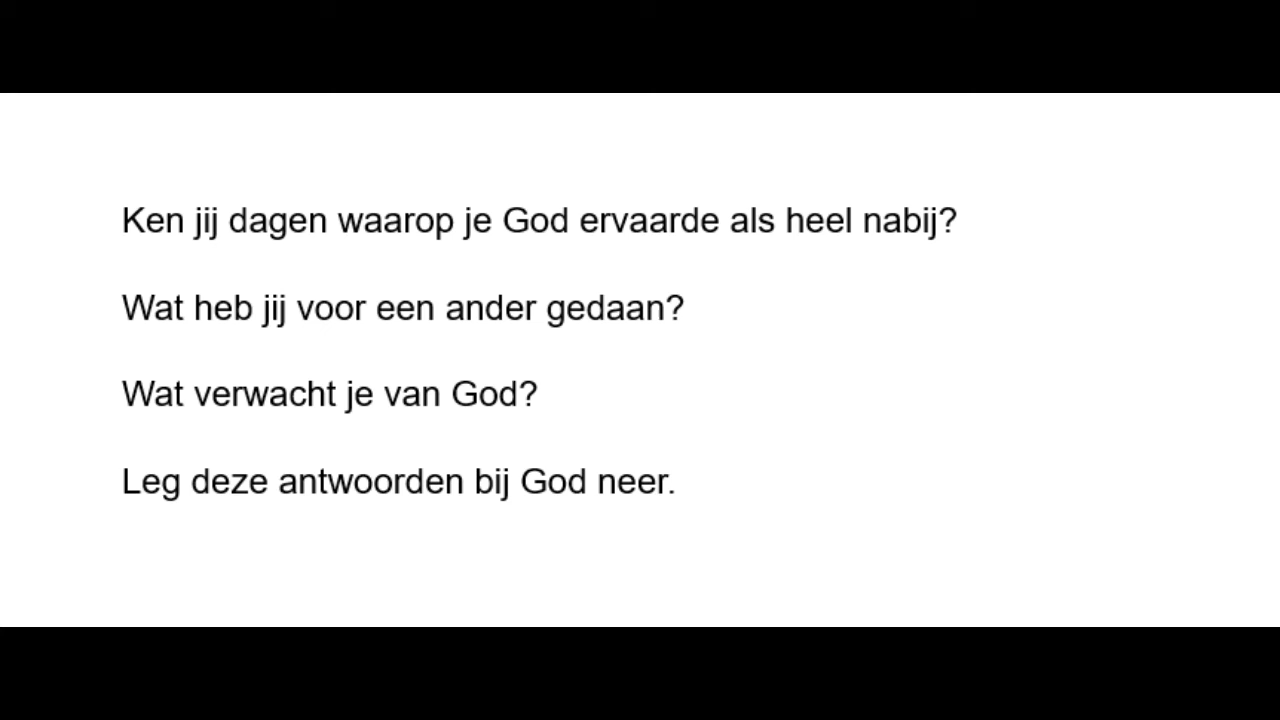 Ken jij dagen waarop je God ervaarde als heel nabij?
Wat heb jij voor een ander gedaan?
Wat verwacht je van God?
Leg deze antwoorden bij God neer.